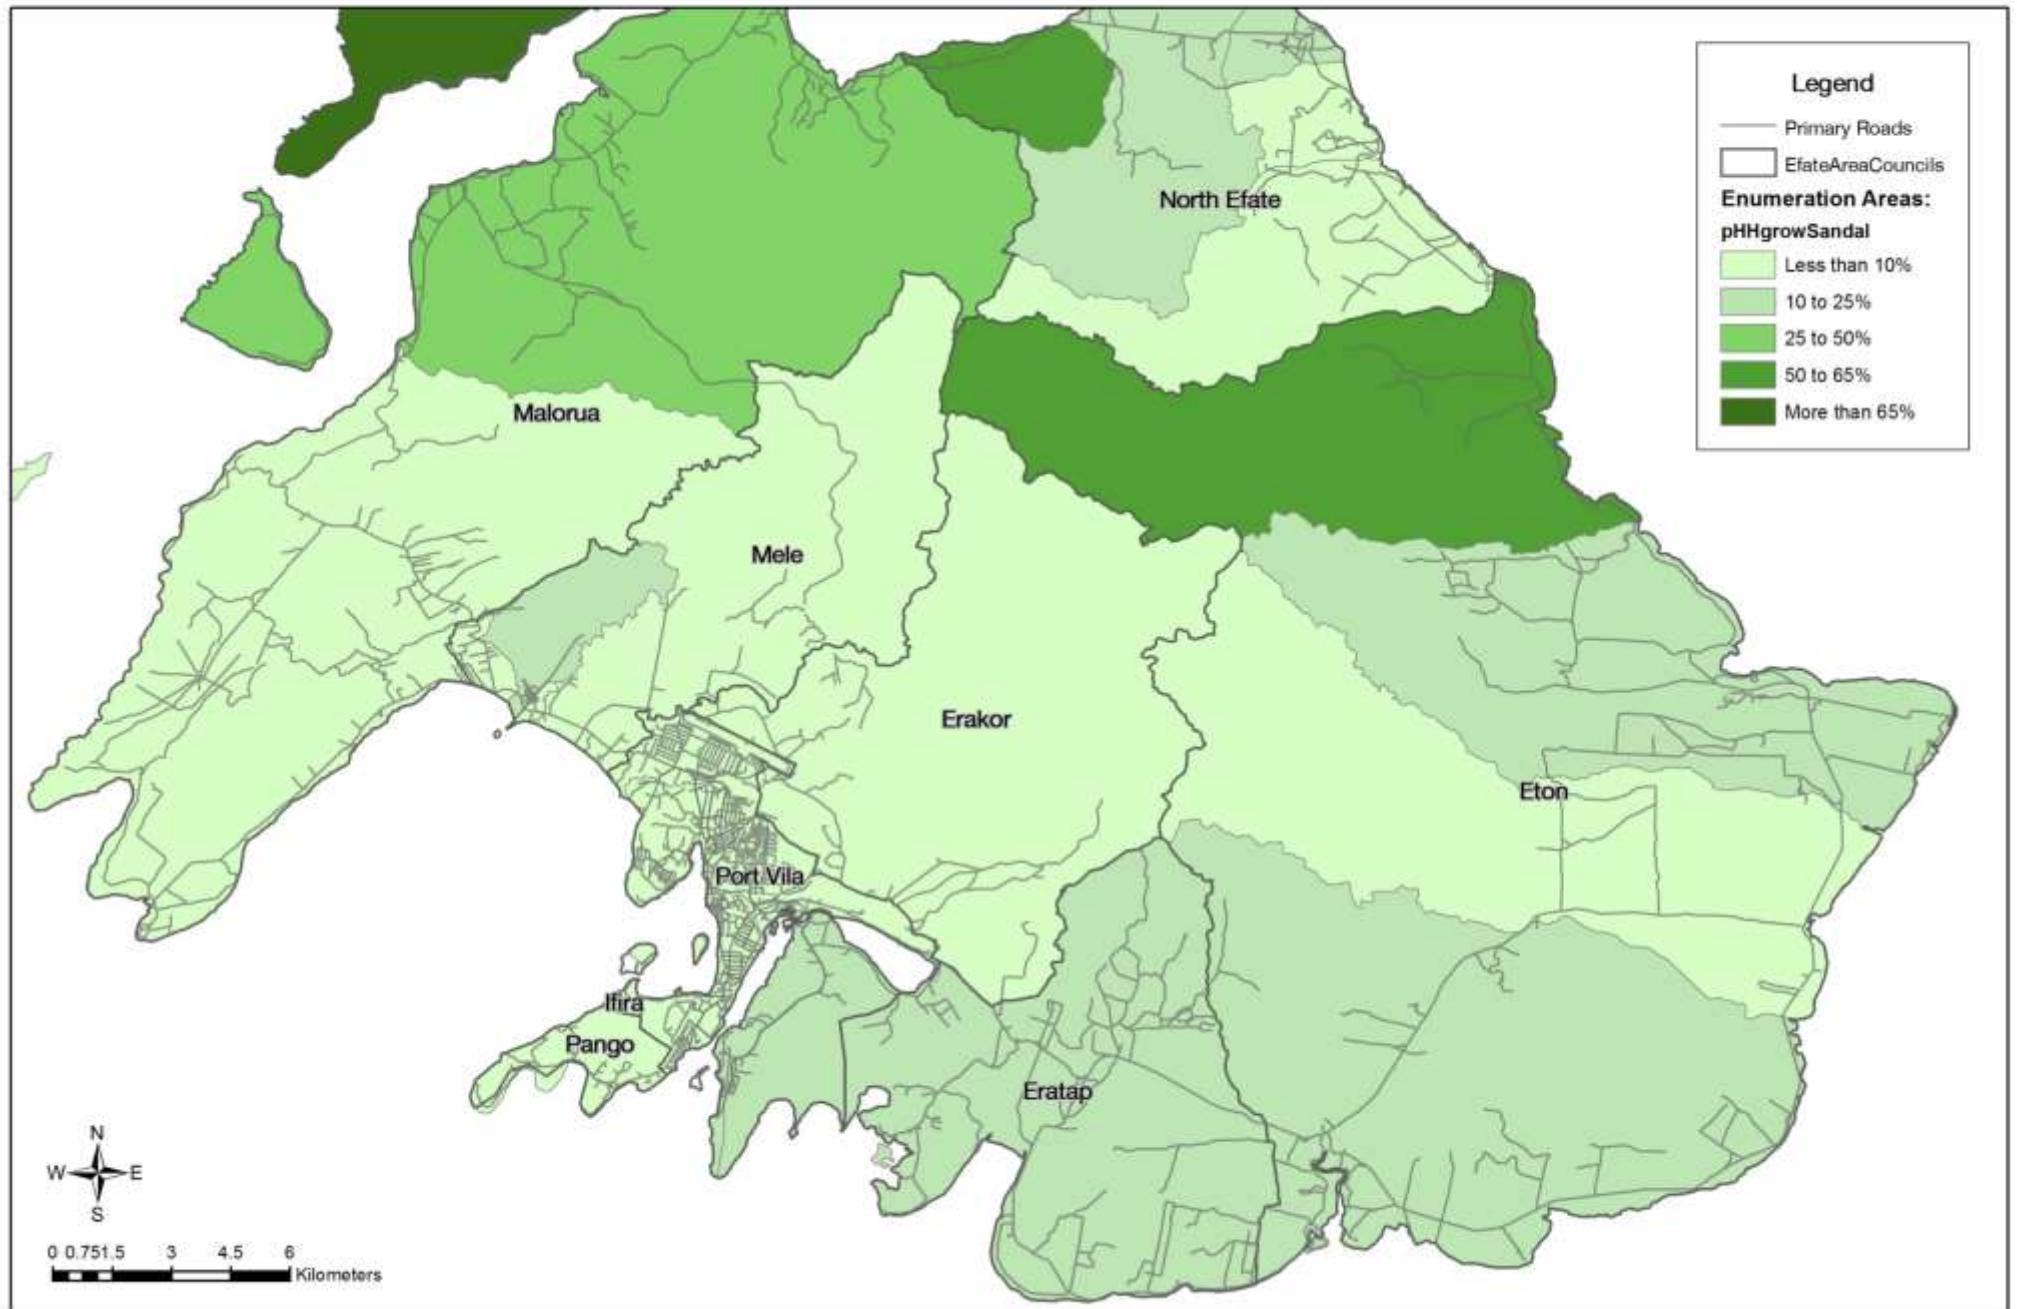 Legend
Primary Roads
EfateAreaCouncils
Enumeration Areas:
pHHgrowSandal
Less than 10%
10 to 25%
25 to 50%
50 to 65%
More than 65%
North Efate
Malorua
Mele
Erakor
Eton
Port Vila
Ifira
Pango
Eratap
N
W E
S
0 0.751.5 3 4.5 6
Kilometers